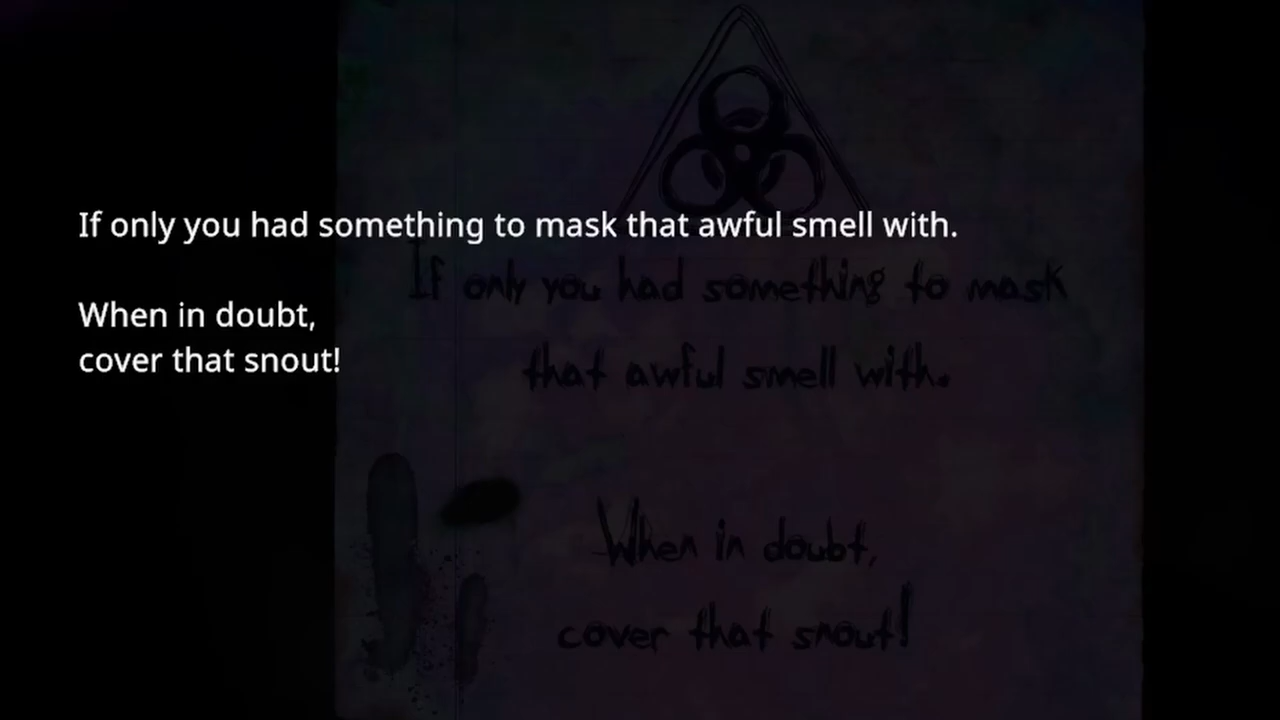 If only you had something to mask that awful smell with.
When in doubt,
cover that snout!
If only you had something to mask
that awful smell with.
When in doubt,
cover that snout!